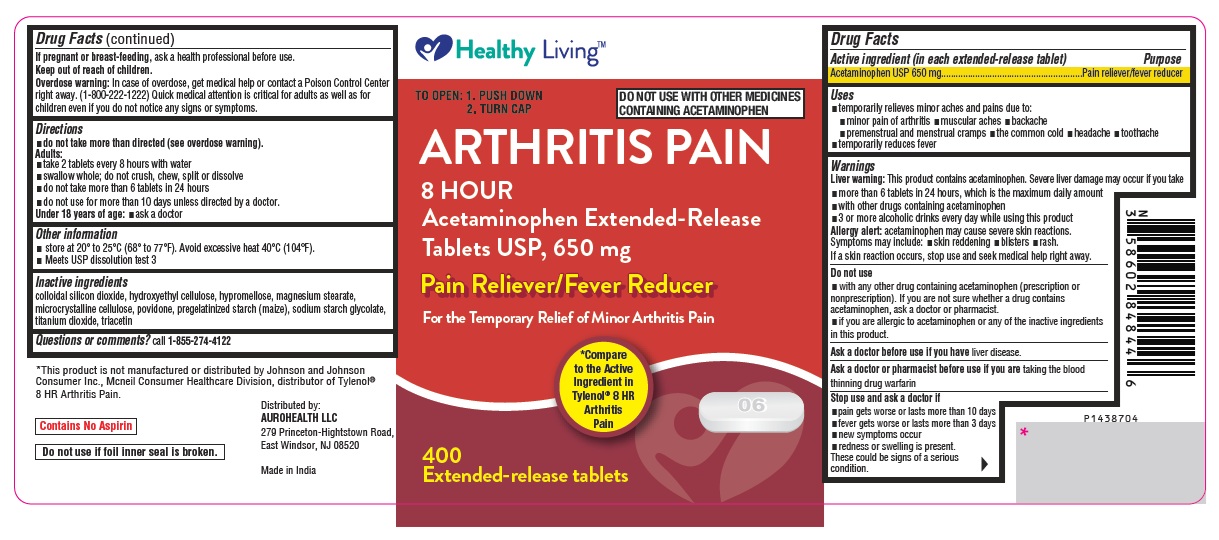 Drug Facts (continued)
If pregnant or breast-feeding, ask a health professional before use.
Keep out of reach of children.
Overdose warning: In case of overdose, get medical help or contact a Poison Control Center
right away. (1-800-222-1222) Quick medical attention is critical for adults as well as for
children even if you do not notice any signs or symptoms.
Directions
▪ do not take more than directed (see overdose warning).
Adults:
▪ take 2 tablets every 8 hours with water
▪ swallow whole; do not crush, chew, split or dissolve
▪ do not take more than 6 tablets in 24 hours
▪ do not use for more than 10 days unless directed by a doctor.
Under 18 years of age: ▪ ask a doctor
Other information
▪ store at 20° to 25°C (68° to 77°F). Avoid excessive heat 40°C (104°F).
▪ Meets USP dissolution test 3
Inactive ingredients
colloidal silicon dioxide, hydroxyethyl cellulose, hypromellose, magnesium stearate,
microcrystalline cellulose, povidone, pregelatinized starch (maize), sodium starch glycolate,
titanium dioxide, triacetin
Questions or comments? call 1-855-274-4122
*This product is not manufactured or distributed by Johnson and Johnson
Consumer Inc., Mcneil Consumer Healthcare Division, distributor of Tylenol®
8 HR Arthritis Pain.
Contains No Aspirin
Do not use if foil inner seal is broken.
Distributed by:
AUROHEALTH LLC
279 Princeton-Hightstown Road,
East Windsor, NJ 08520
Made in India
Healthy Living™
TO OPEN: 1. PUSH DOWN
2. TURN CAP
DO NOT USE WITH OTHER MEDICINES
CONTAINING ACETAMINOPHEN
ARTHRITIS PAIN
8 HOUR
Acetaminophen Extended-Release
Tablets USP, 650 mg
Pain Reliever/Fever Reducer
For the Temporary Relief of Minor Arthritis Pain
*Compare
to the Active
Ingredient in
Tylenol® 8 HR
Arthritis
Pain
06
400
Extended-release tablets
Drug Facts
Active ingredient (in each extended-release tablet) Purpose
Acetaminophen USP 650 mg......................................................Pain reliever/fever reducer
Uses
▪ temporarily relieves minor aches and pains due to:
▪ minor pain of arthritis ▪ muscular aches ▪ backache
▪ premenstrual and menstrual cramps ▪ the common cold ▪ headache ▪ toothache
▪ temporarily reduces fever
Warnings
Liver warning: This product contains acetaminophen. Severe liver damage may occur if you take
▪ more than 6 tablets in 24 hours, which is the maximum daily amount
▪ with other drugs containing acetaminophen
▪ 3 or more alcoholic drinks every day while using this product
Allergy alert: acetaminophen may cause severe skin reactions.
Symptoms may include: ▪ skin reddening ▪ blisters ▪ rash.
If a skin reaction occurs, stop use and seek medical help right away.
Do not use
▪ with any other drug containing acetaminophen (prescription or
nonprescription). If you are not sure whether a drug contains
acetaminophen, ask a doctor or pharmacist.
▪ if you are allergic to acetaminophen or any of the inactive ingredients
in this product.
Ask a doctor before use if you have liver disease.
Ask a doctor or pharmacist before use if you are taking the blood
thinning drug warfarin
Stop use and ask a doctor if
▪ pain gets worse or lasts more than 10 days
▪ fever gets worse or lasts more than 3 days
▪ new symptoms occur
▪ redness or swelling is present.
These could be signs of a serious
condition.
N
3 58602 84844 6
P1438704
*